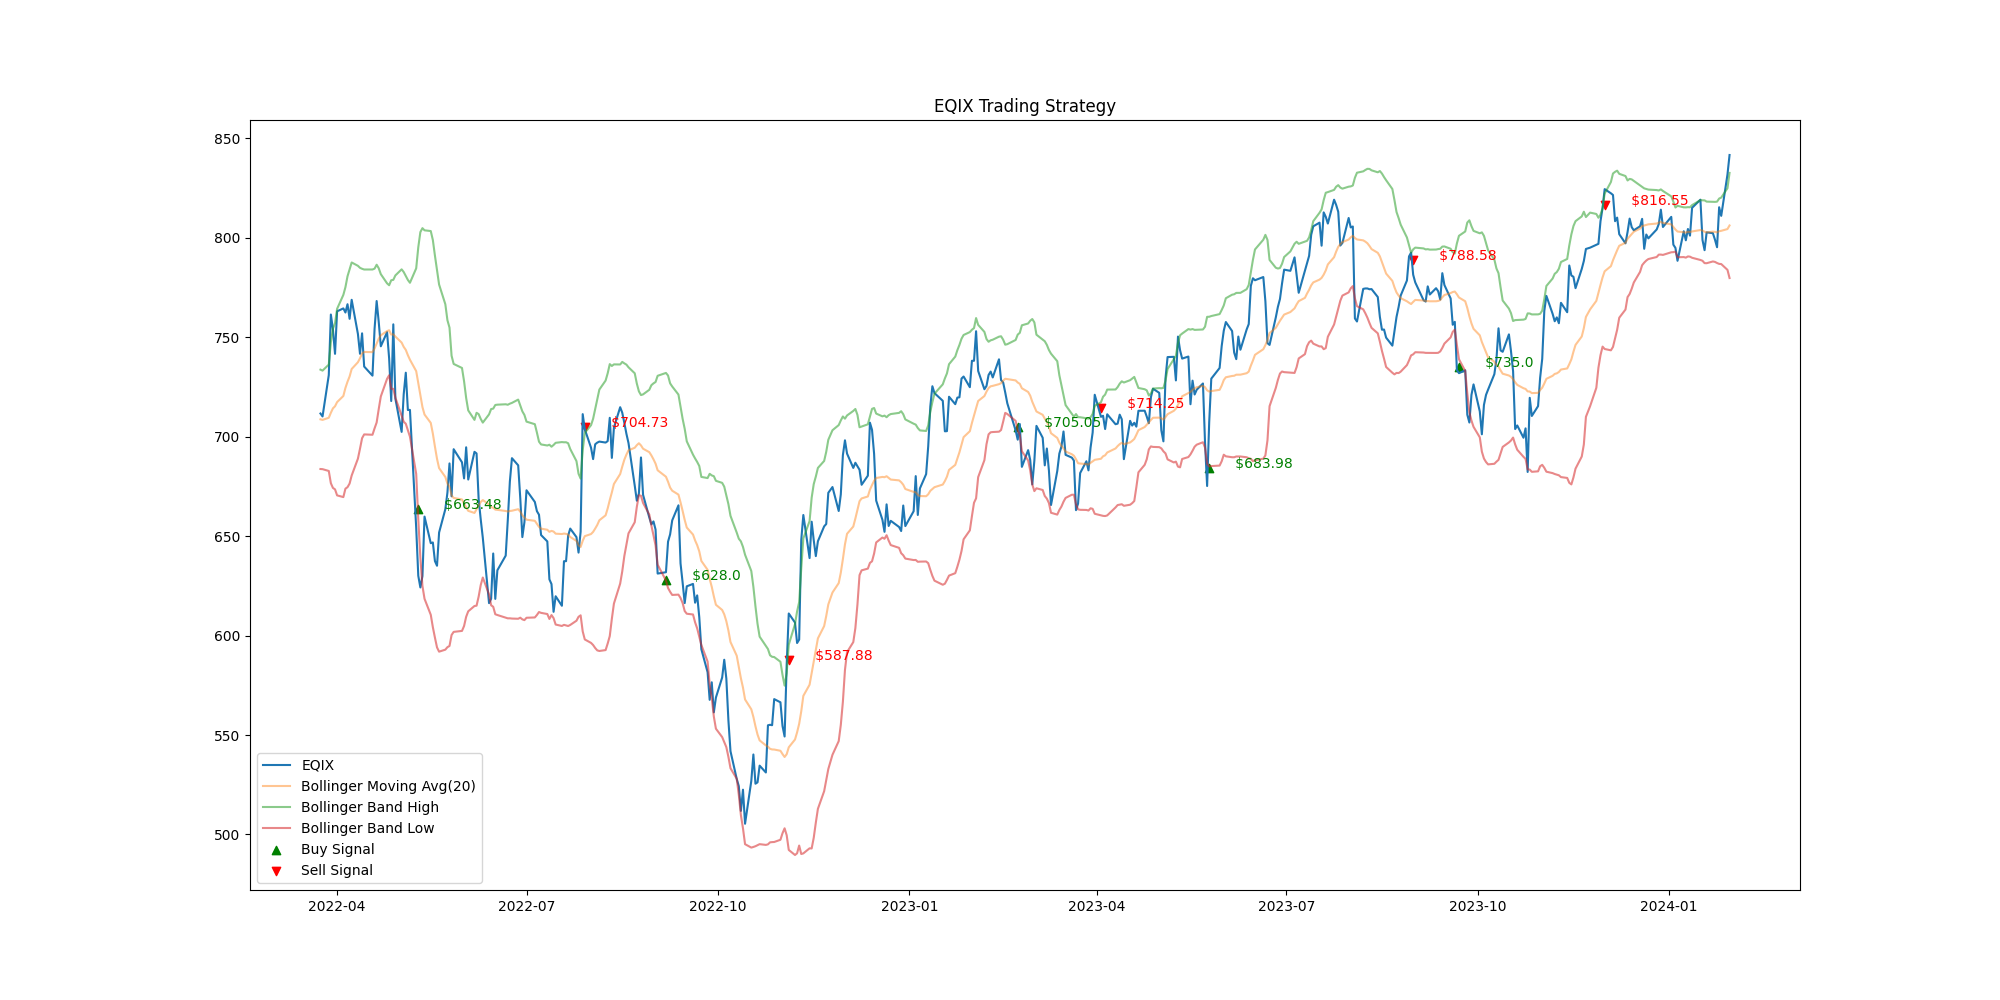 EQIX Trading Strategy
850
800
750
700
650
600
550
500
$663.48
$704.73
$628.0
$587.88
$705.05
$714.25
$683.98
$788.58
$735.0
$816.55
EQIX
Bollinger Moving Avg(20)
Bollinger Band High
Bollinger Band Low
Buy Signal
Sell Signal
2022-04 2022-07 2022-10 2023-01 2023-04 2023-07 2023-10 2024-01